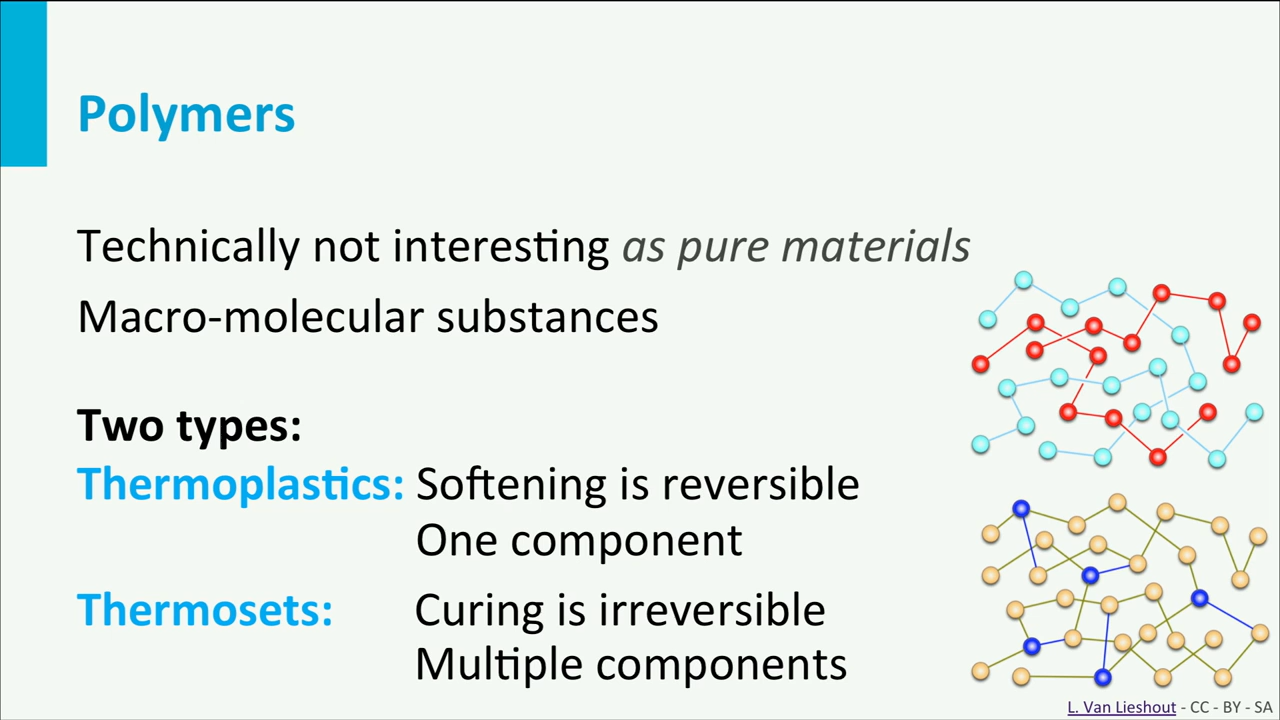 Polymers
Technically not interesting as pure materials
Macro-molecular substances
Two types:
Thermoplastics: Softening is reversible
One component
Thermosets: Curing is irreversible
Multiple components
L. Van Lieshout - CC - BY - SA